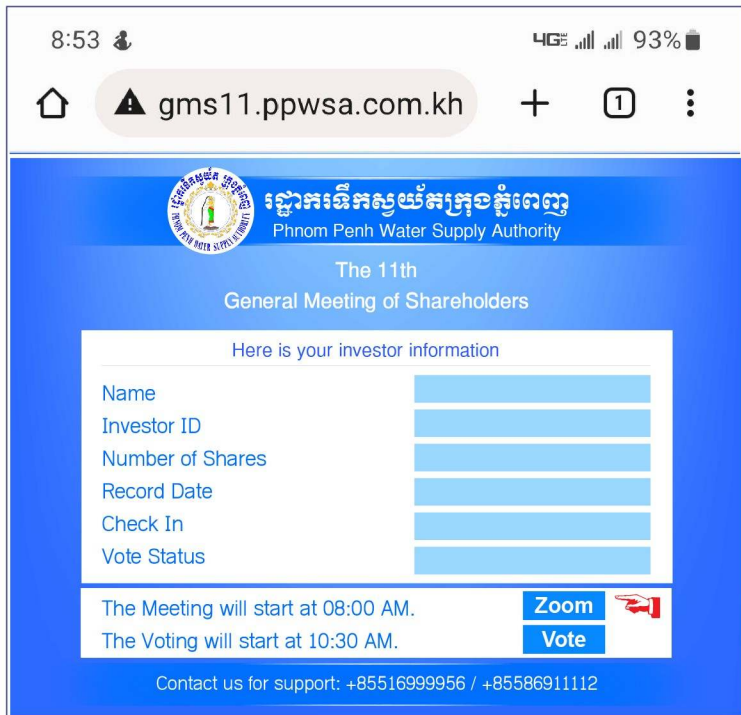 8:53 4G LTE 93%
gms11.ppwsa.com.kh 1
រដ្ឋាករទឹកស្វយ័តក្រុងភ្នំពេញ
Phnom Penh Water Supply Authority
The 11th
General Meeting of Shareholders
Here is your investor information
Name
Investor ID
Number of Shares
Record Date
Check In
Vote Status
The Meeting will start at 08:00 AM. Zoom
The Voting will start at 10:30 AM. Vote
Contact us for support: +85516999956 / +85586911112